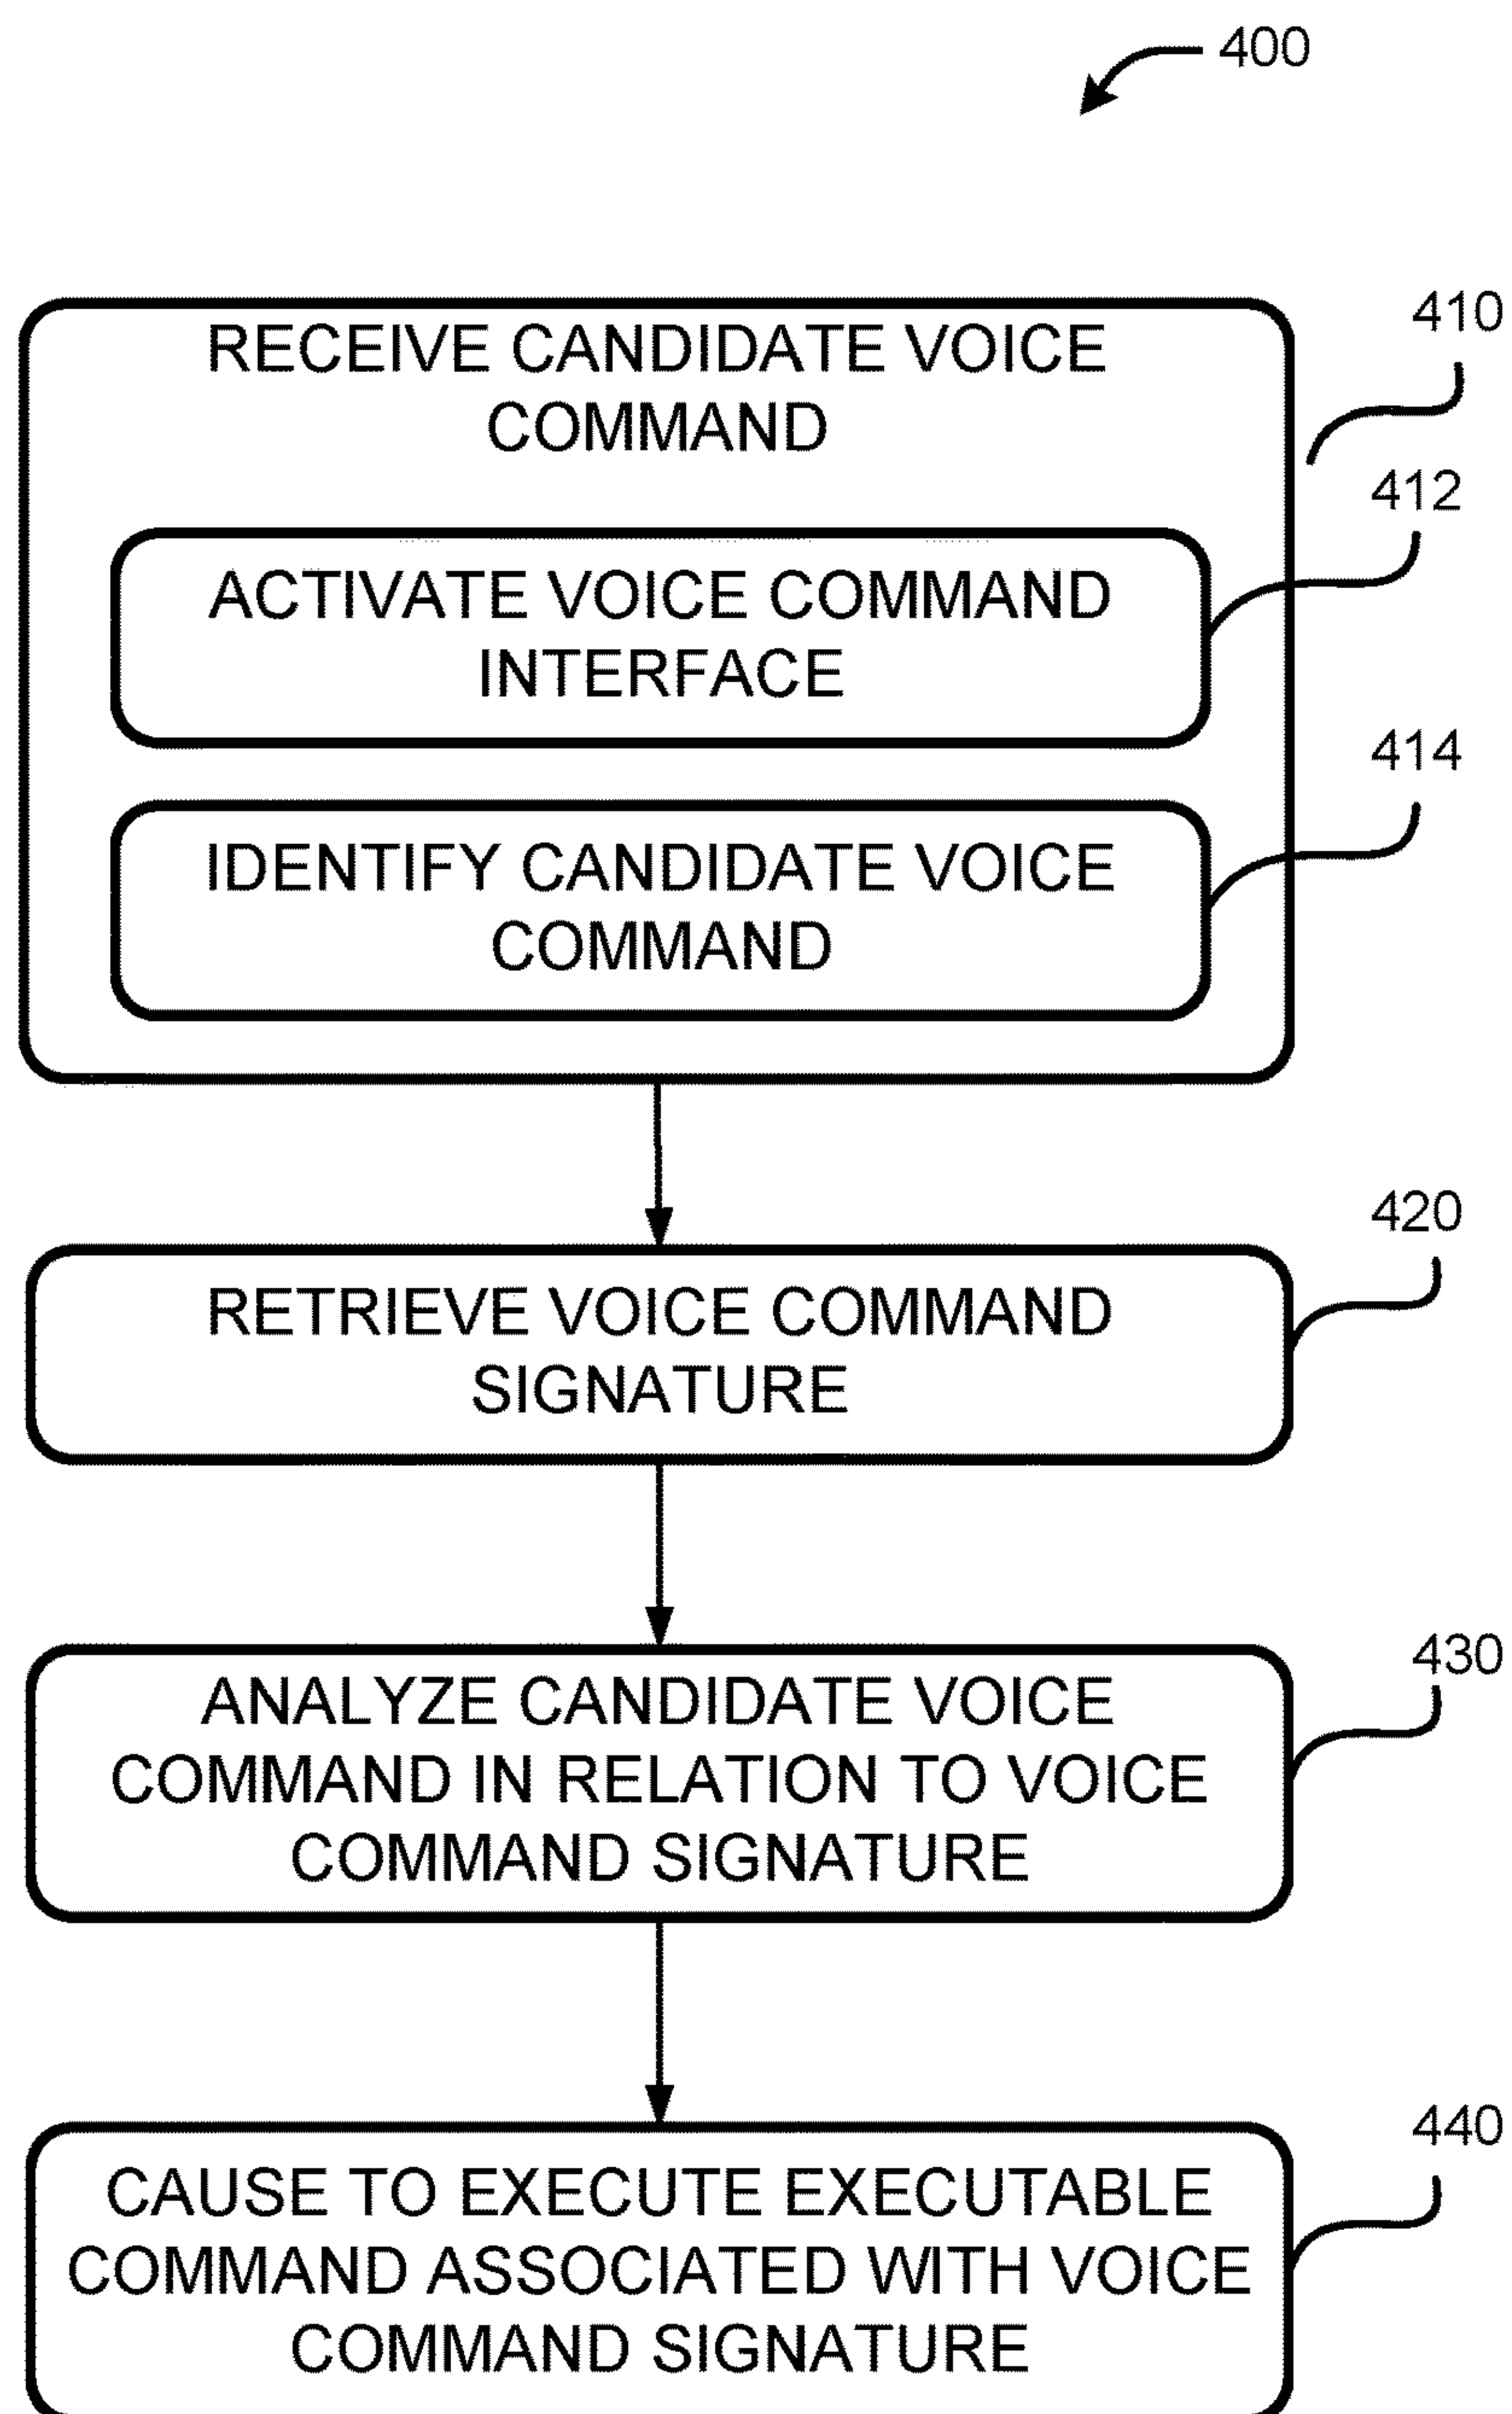 400
410
RECEIVE CANDIDATE VOICE
COMMAND
412
ACTIVATE VOICE COMMAND
INTERFACE
414
IDENTIFY CANDIDATE VOICE
COMMAND
420
RETRIEVE VOICE COMMAND
SIGNATURE
430
ANALYZE CANDIDATE VOICE
COMMAND IN RELATION TO VOICE
COMMAND SIGNATURE
440
CAUSE TO EXECUTE EXECUTABLE
COMMAND ASSOCIATED WITH VOICE
COMMAND SIGNATURE